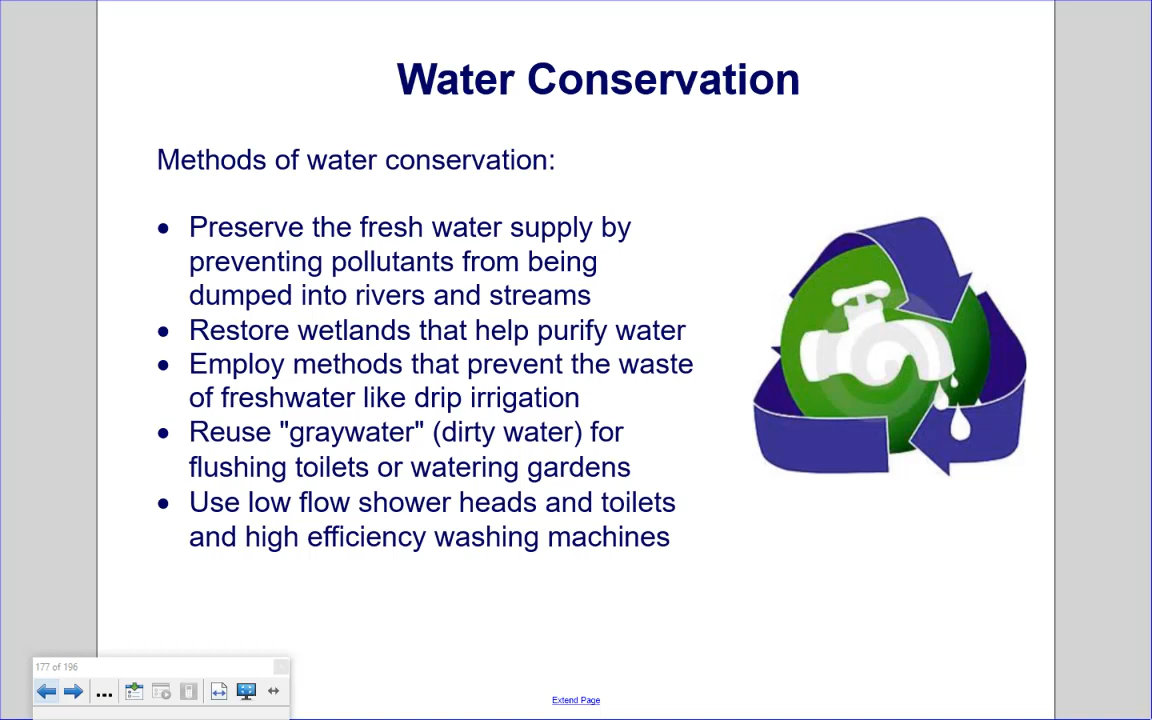 Water Conservation
Methods of water conservation:
• Preserve the fresh water supply by
preventing pollutants from being
dumped into rivers and streams
• Restore wetlands that help purify water
• Employ methods that prevent the waste
of freshwater like drip irrigation
• Reuse "graywater" (dirty water) for
flushing toilets or watering gardens
• Use low flow shower heads and toilets
and high efficiency washing machines
177 of 196
Extend Page